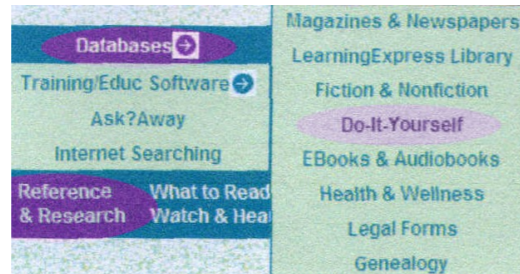 Databases
Training/Educ Software
Ask?Away
Internet Searching
Reference
& Research
What to Read
Watch & Hea
Magazines & Newspapers
LearningExpress Library
Fiction & Nonfiction
Do-It-Yourself
EBooks & Audiobooks
Health & Wellness
Legal Forms
Genealogy